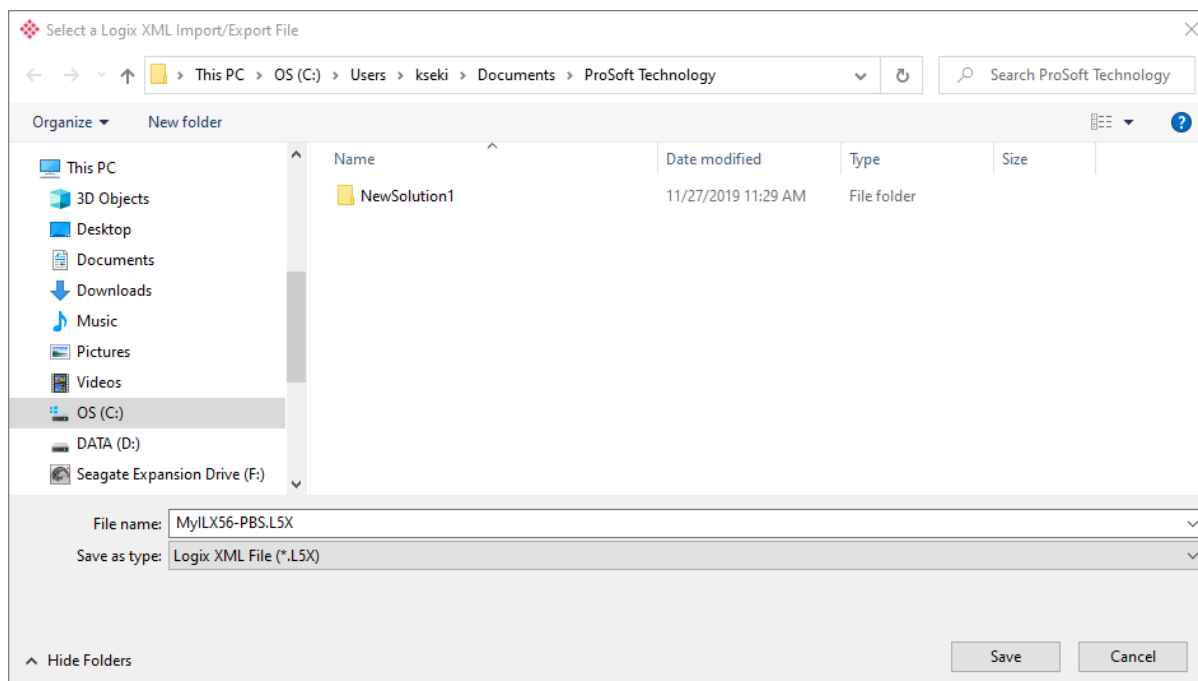 Select a Logix XML Import/Export File
This PC > OS (C:) > Users > kseki > Documents > ProSoft Technology
Search ProSoft Technology
Organize New folder
Name Date modified Type Size
NewSolution1 11/27/2019 11:29 AM File folder
This PC
3D Objects
Desktop
Documents
Downloads
Music
Pictures
Videos
OS (C:)
DATA (D:)
Seagate Expansion Drive (F:)
File name: MyILX56-PBS.L5X
Save as type: Logix XML File (*.L5X)
Hide Folders Save Cancel